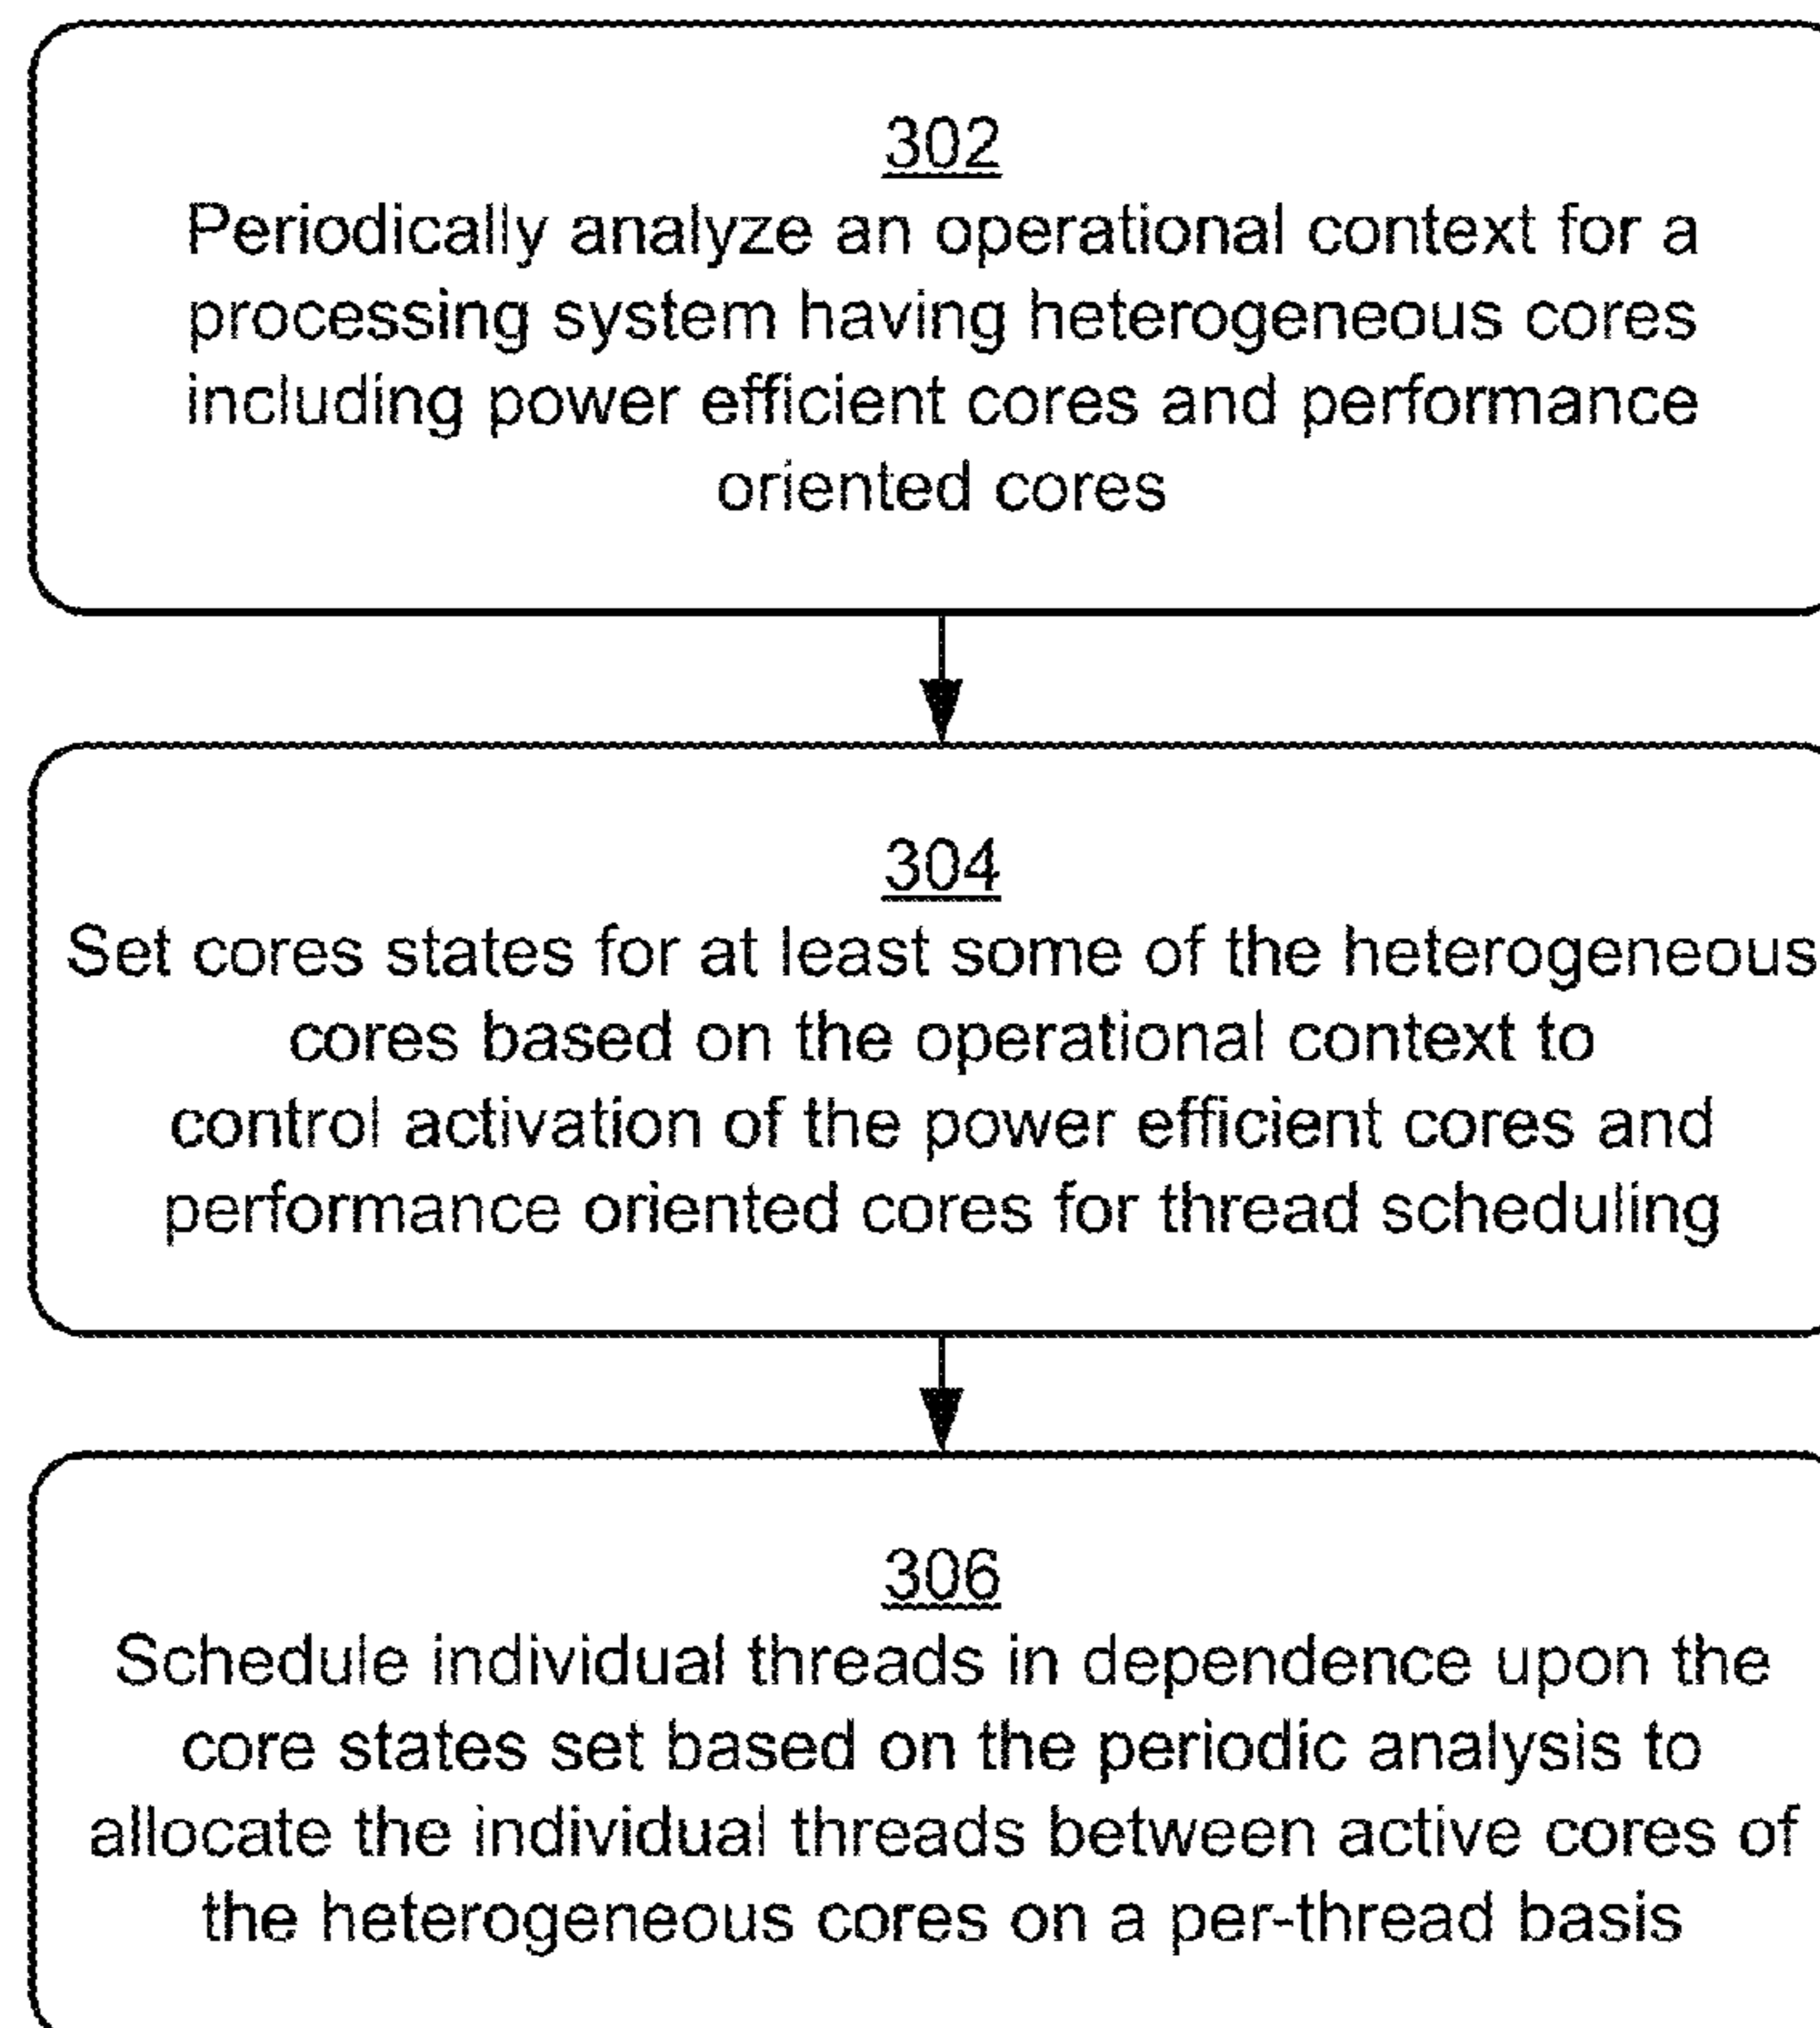 302
Periodically analyze an operational context for a
processing system having heterogeneous cores
including power efficient cores and performance
oriented cores
304
Set cores states for at least some of the heterogeneous
cores based on the operational context to
control activation of the power efficient cores and
performance oriented cores for thread scheduling
306
Schedule individual threads in dependence upon the
core states set based on the periodic analysis to
allocate the individual threads between active cores of
the heterogeneous cores on a per-thread basis